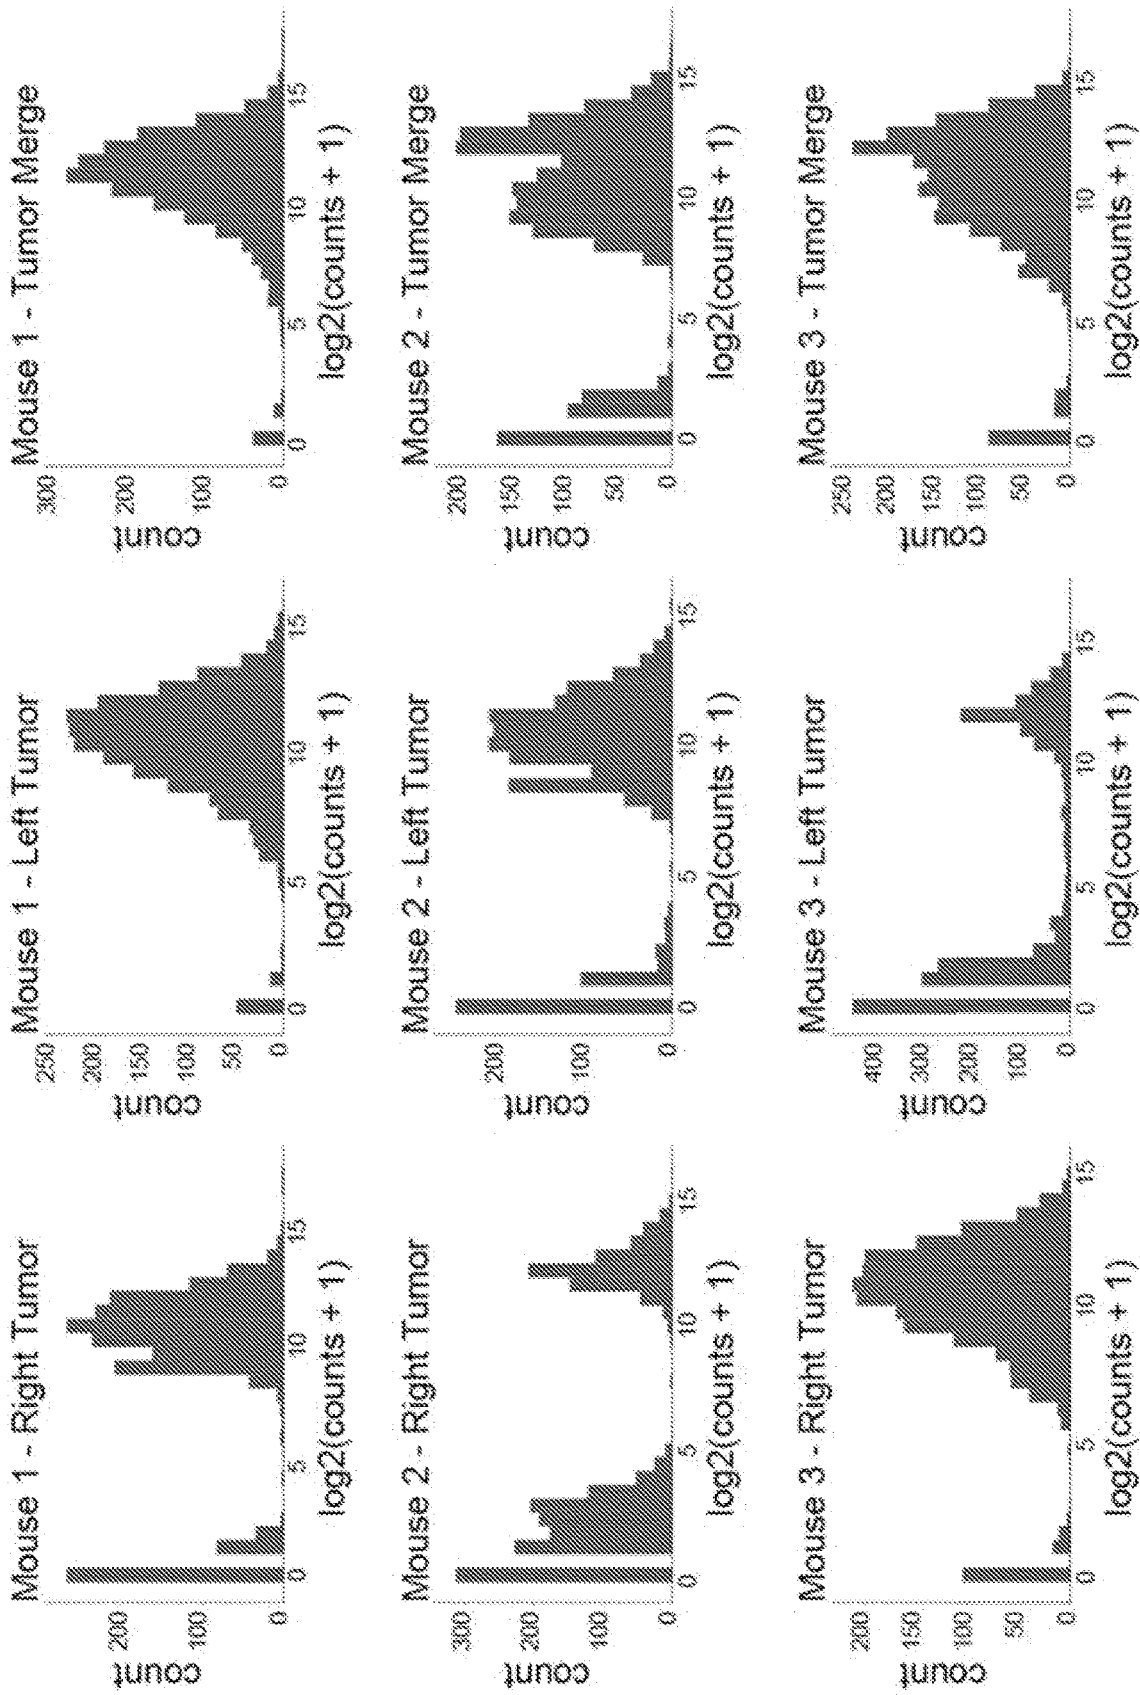 Mouse 1 - Right Tumor
count
200
100
0
0 5 10 15
log2(counts + 1)
Mouse 1 - Left Tumor
count
250
200
150
100
50
0
0 5 10 15
log2(counts + 1)
Mouse 1 - Tumor Merge
count
300
200
100
0
0 5 10 15
log2(counts + 1)
Mouse 2 - Right Tumor
count
300
200
100
0
0 5 10 15
log2(counts + 1)
Mouse 2 - Left Tumor
count
200
100
0
0 5 10 15
log2(counts + 1)
Mouse 2 - Tumor Merge
count
200
150
100
50
0
0 5 10 15
log2(counts + 1)
Mouse 3 - Right Tumor
count
200
150
100
50
0
0 5 10 15
log2(counts + 1)
Mouse 3 - Left Tumor
count
400
300
200
100
0
0 5 10 15
log2(counts + 1)
Mouse 3 - Tumor Merge
count
250
200
150
100
50
0
0 5 10 15
log2(counts + 1)